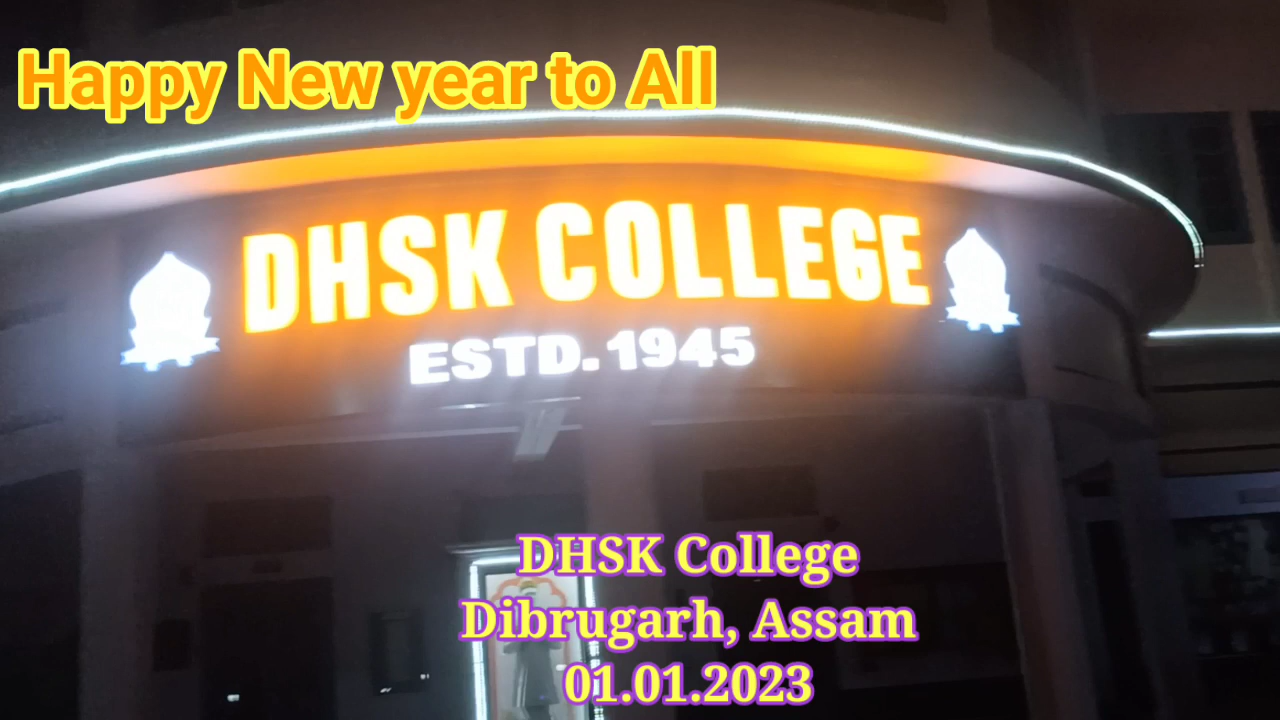 Happy New year to All
DHSK COLLEGE
ESTD. 1945
DHSK College
Dibrugarh, Assam
01.01.2023